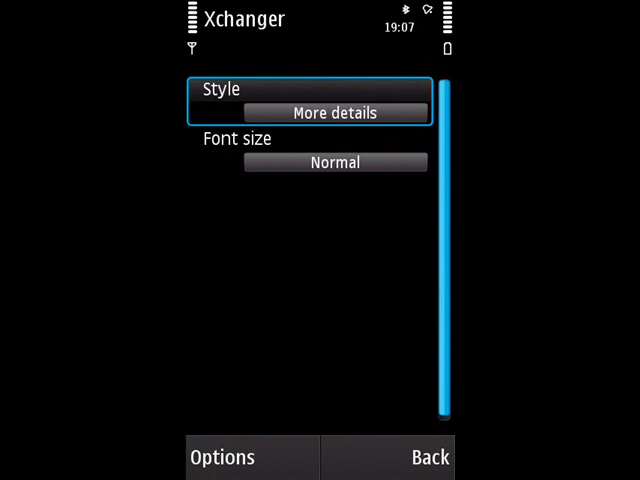 Xchanger
19:07
Style
More details
Font size
Normal
Options
Back